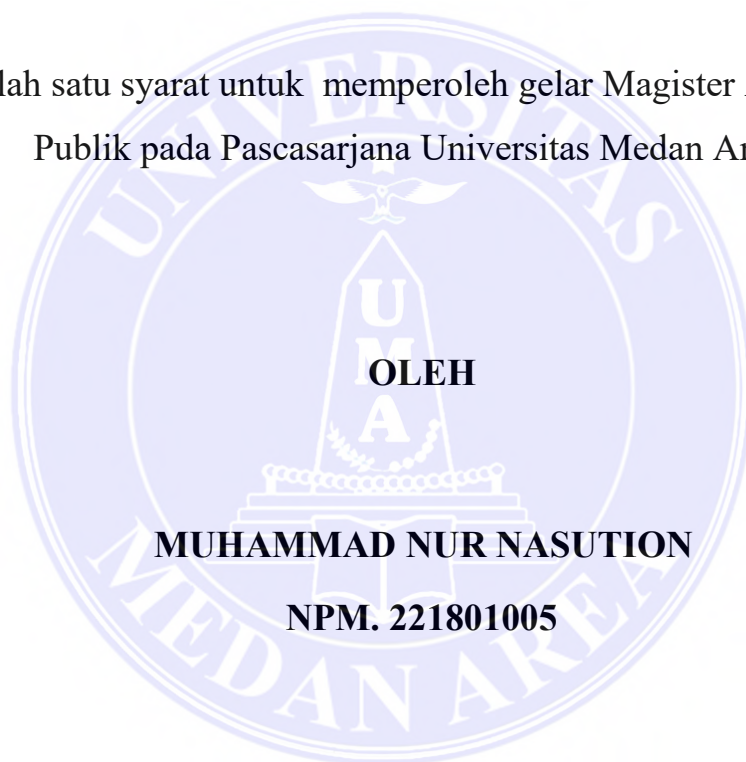 lah satu syarat untuk memperoleh gelar Magister
Publik pada Pascasarjana Universitas Medan
UNIVERSITAS
UMA
OLEH
MUHAMMAD NUR NASUTION
NPM. 221801005
MEDAN AREA